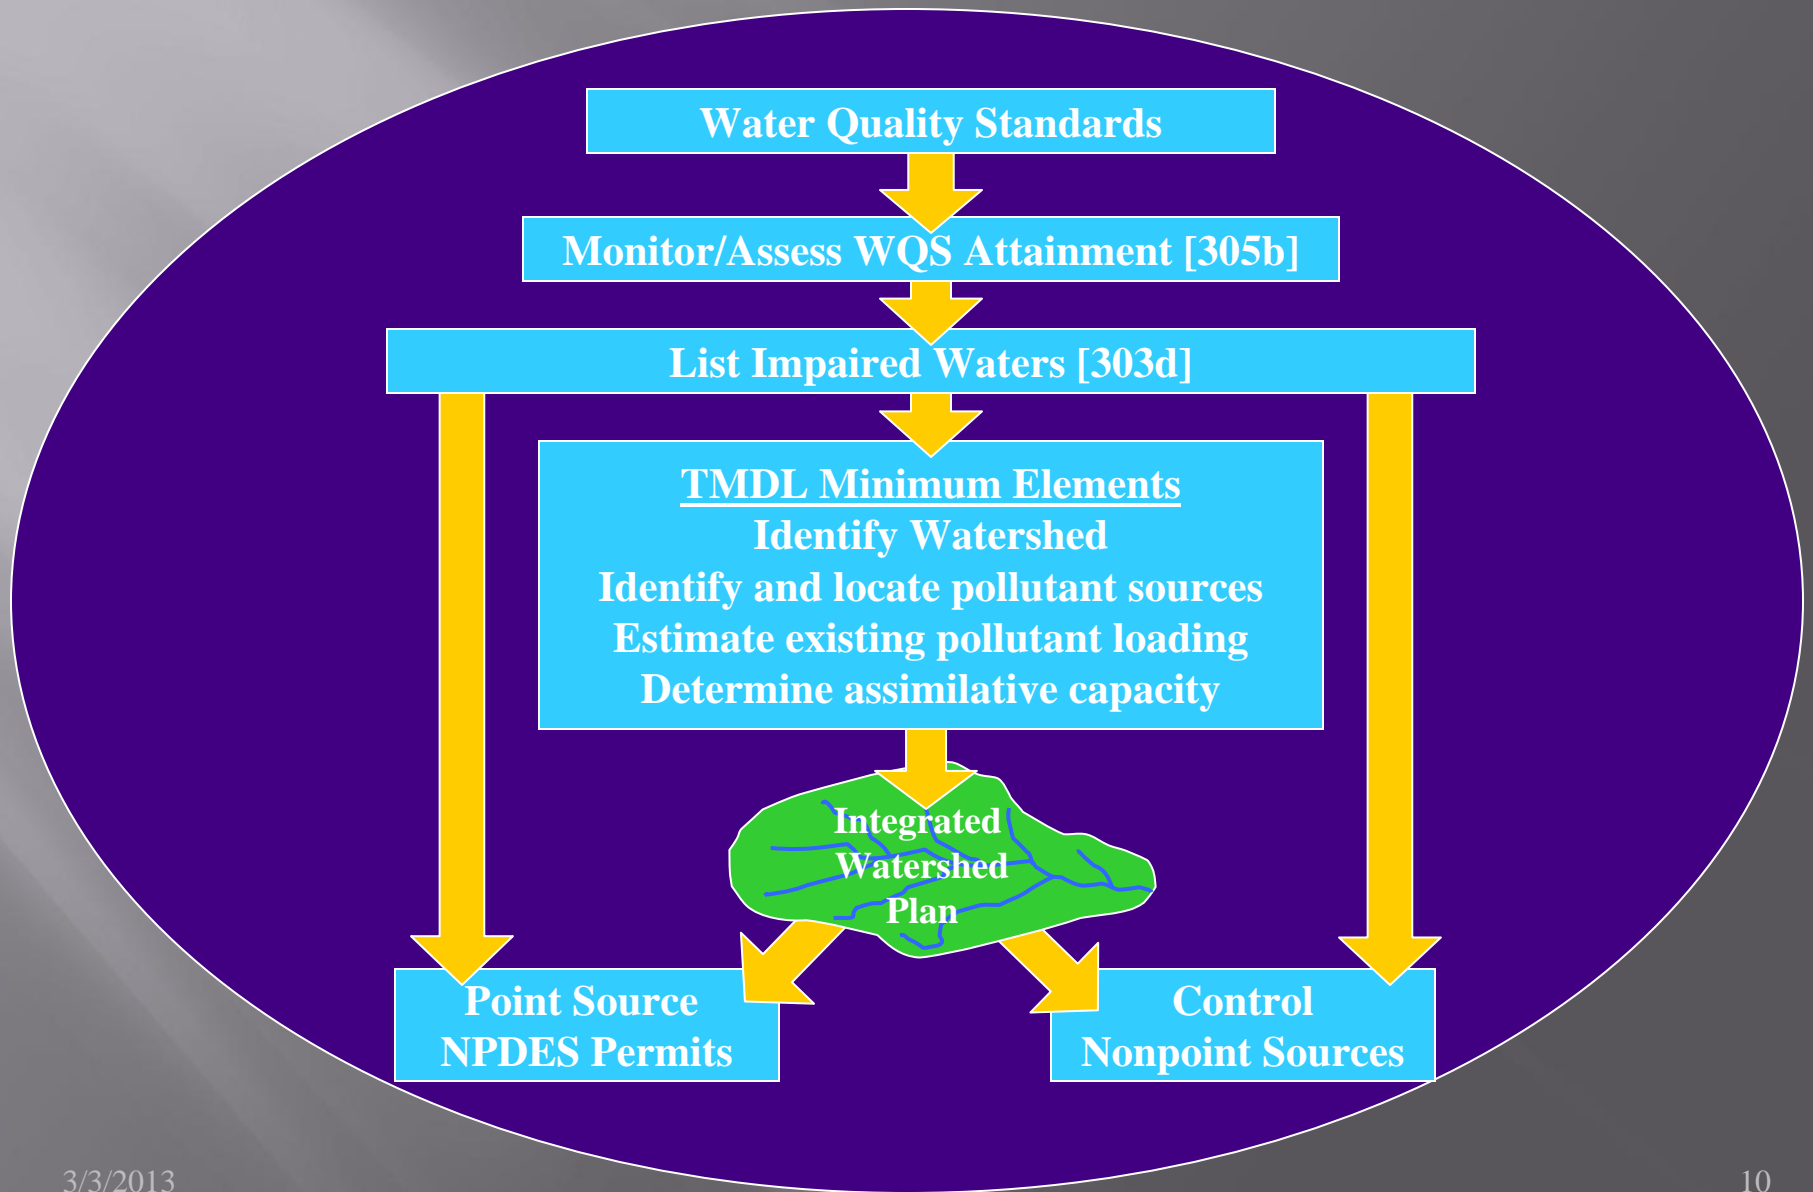 Water Quality Standards
Monitor/Assess WQS Attainment [305b]
List Impaired Waters [303d]
TMDL Minimum Elements
Identify Watershed
Identify and locate pollutant sources
Estimate existing pollutant loading
Determine assimilative capacity
Integrated
Watershed
Plan
Point Source
NPDES Permits
Control
Nonpoint Sources
3/3/2013
10